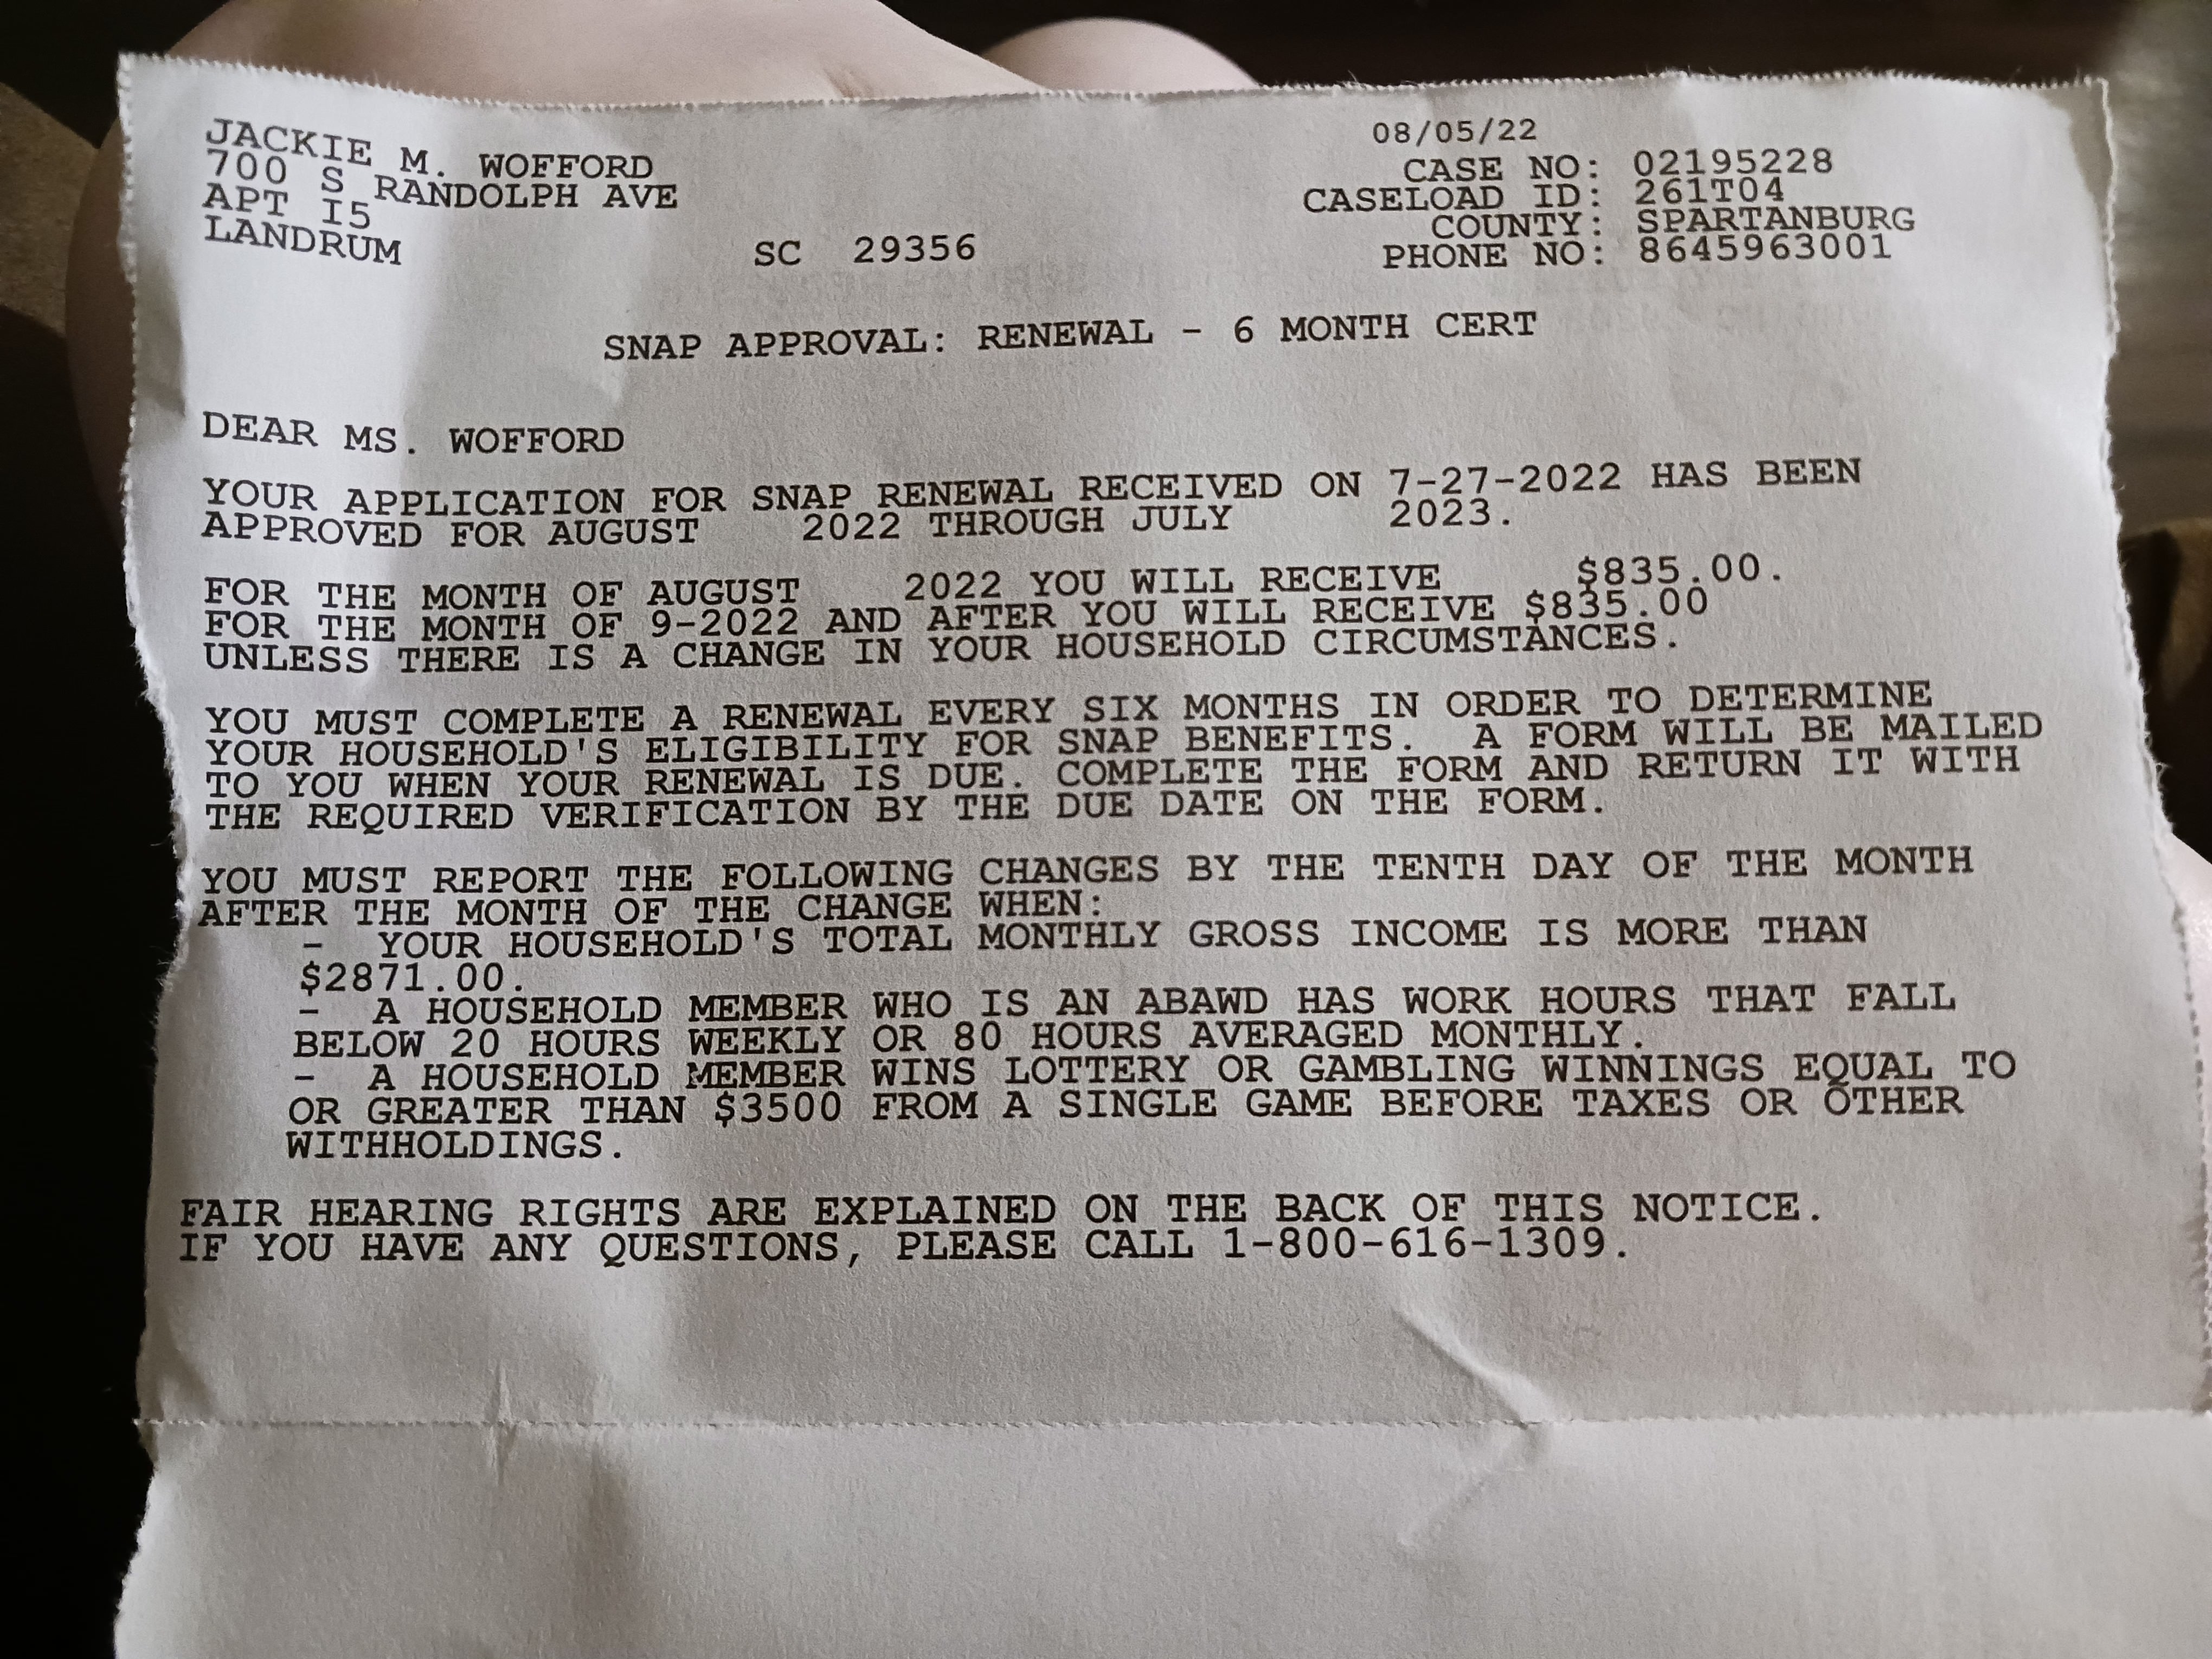 JACKIE M. WOFFORD
700 S RANDOLPH AVE
APT I5
LANDRUM SC 29356
08/05/22
CASE NO: 02195228
CASELOAD ID: 261T04
COUNTY: SPARTANBURG
PHONE NO: 8645963001
SNAP APPROVAL: RENEWAL - 6 MONTH CERT
DEAR MS. WOFFORD
YOUR APPLICATION FOR SNAP RENEWAL RECEIVED ON 7-27-2022 HAS BEEN
APPROVED FOR AUGUST 2022 THROUGH JULY 2023.
FOR THE MONTH OF AUGUST 2022 YOU WILL RECEIVE $835.00.
FOR THE MONTH OF 9-2022 AND AFTER YOU WILL RECEIVE $835.00
UNLESS THERE IS A CHANGE IN YOUR HOUSEHOLD CIRCUMSTANCES.
YOU MUST COMPLETE A RENEWAL EVERY SIX MONTHS IN ORDER TO DETERMINE
YOUR HOUSEHOLD'S ELIGIBILITY FOR SNAP BENEFITS. A FORM WILL BE MAILED
TO YOU WHEN YOUR RENEWAL IS DUE. COMPLETE THE FORM AND RETURN IT WITH
THE REQUIRED VERIFICATION BY THE DUE DATE ON THE FORM.
YOU MUST REPORT THE FOLLOWING CHANGES BY THE TENTH DAY OF THE MONTH
AFTER THE MONTH OF THE CHANGE WHEN:
- YOUR HOUSEHOLD'S TOTAL MONTHLY GROSS INCOME IS MORE THAN
$2871.00.
- A HOUSEHOLD MEMBER WHO IS AN ABAWD HAS WORK HOURS THAT FALL
BELOW 20 HOURS WEEKLY OR 80 HOURS AVERAGED MONTHLY.
- A HOUSEHOLD MEMBER WINS LOTTERY OR GAMBLING WINNINGS EQUAL TO
OR GREATER THAN $3500 FROM A SINGLE GAME BEFORE TAXES OR OTHER
WITHHOLDINGS.
FAIR HEARING RIGHTS ARE EXPLAINED ON THE BACK OF THIS NOTICE.
IF YOU HAVE ANY QUESTIONS, PLEASE CALL 1-800-616-1309.